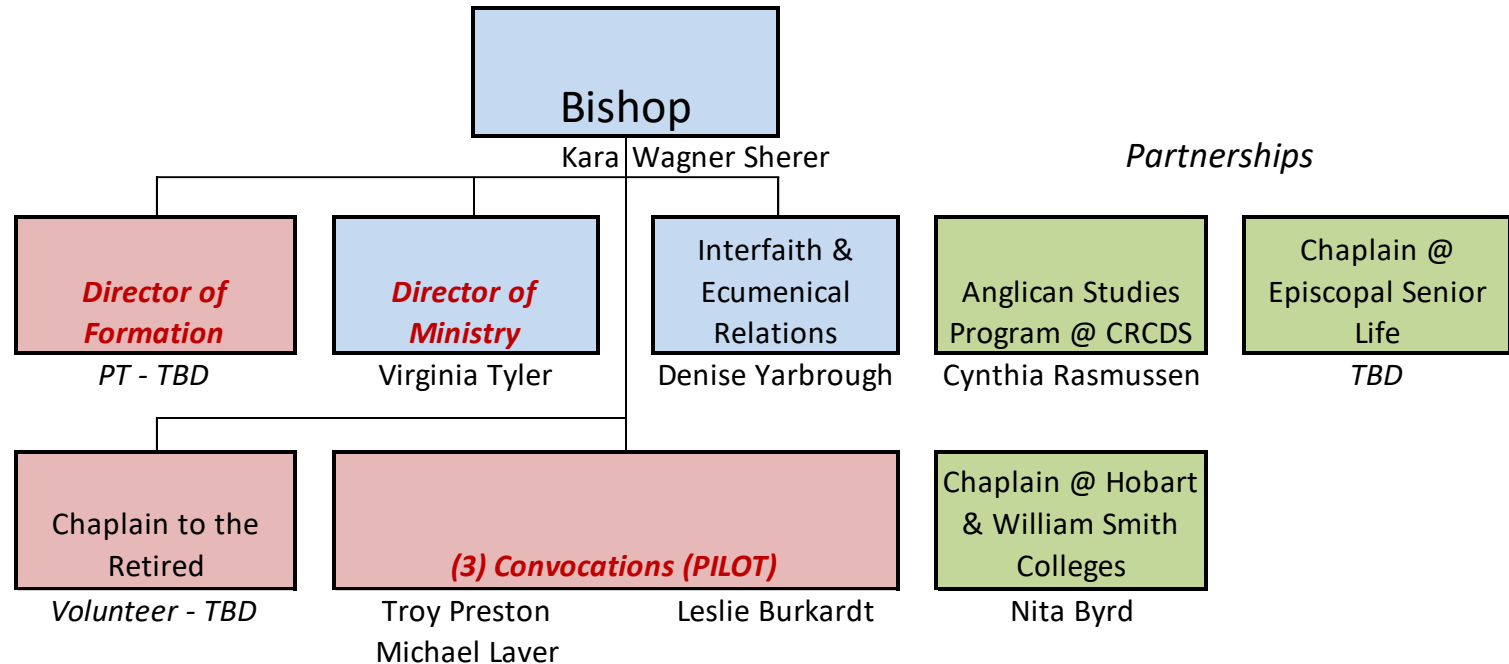 Bishop
Kara Wagner Sherer
Partnerships
Director of
Formation
PT - TBD
Director of
Ministry
Virginia Tyler
Interfaith &
Ecumenical
Relations
Denise Yarbrough
Anglican Studies
Program @ CRCDS
Cynthia Rasmussen
Chaplain @
Episcopal Senior
Life
TBD
Chaplain to the
Retired
Volunteer - TBD
(3) Convocations (PILOT)
Troy Preston
Leslie Burkardt
Michael Laver
Chaplain @ Hobart
& William Smith
Colleges
Nita Byrd